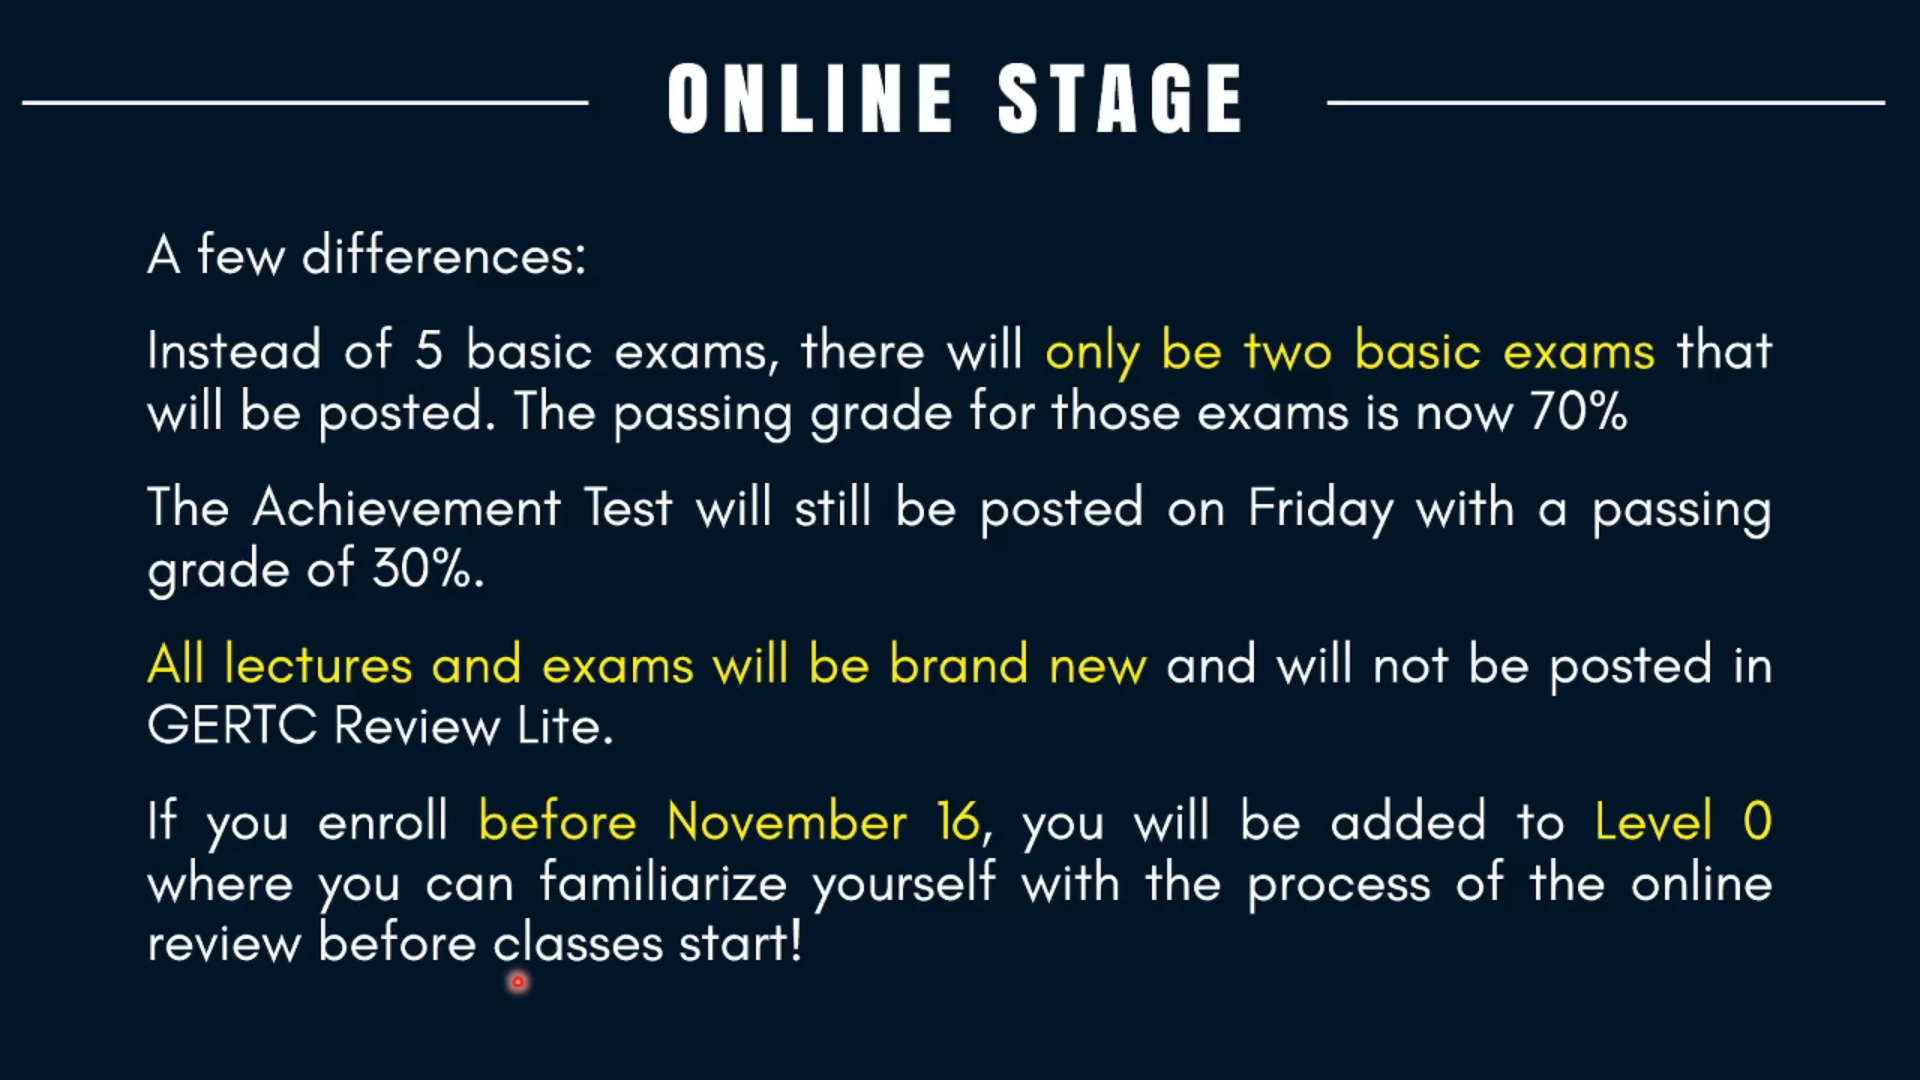 ONLINE STAGE
A few differences:
Instead of 5 basic exams, there will only be two basic exams that
will be posted. The passing grade for those exams is now 70%
The Achievement Test will still be posted on Friday with a passing
grade of 30%.
All lectures and exams will be brand new and will not be posted in
GERTC Review Lite.
If you enroll before November 16, you will be added to Level 0
where you can familiarize yourself with the process of the online
review before classes start!